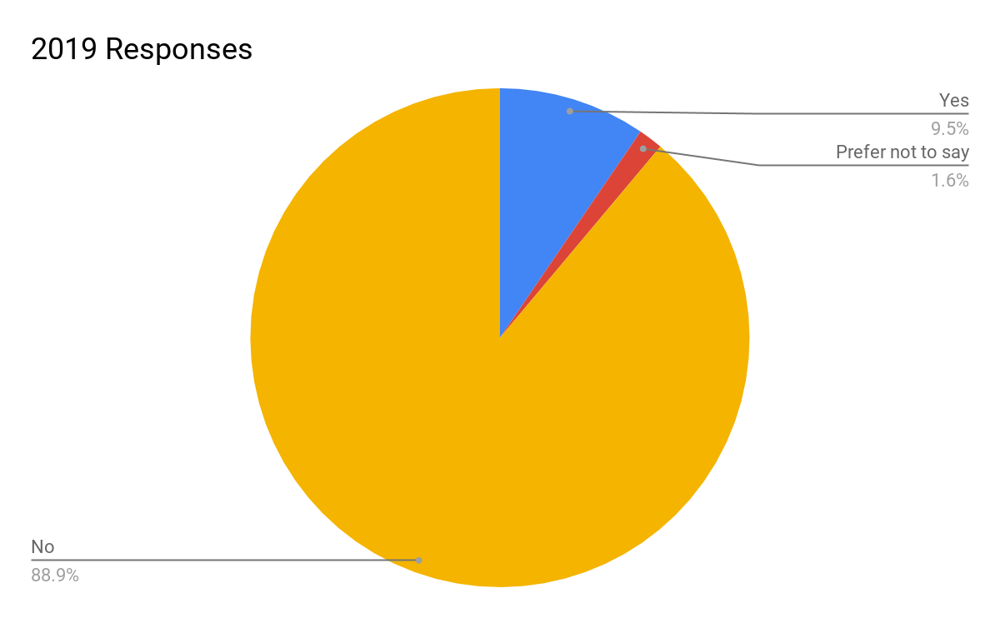 2019 Responses
Yes
9.5%
Prefer not to say
1.6%
No
88.9%